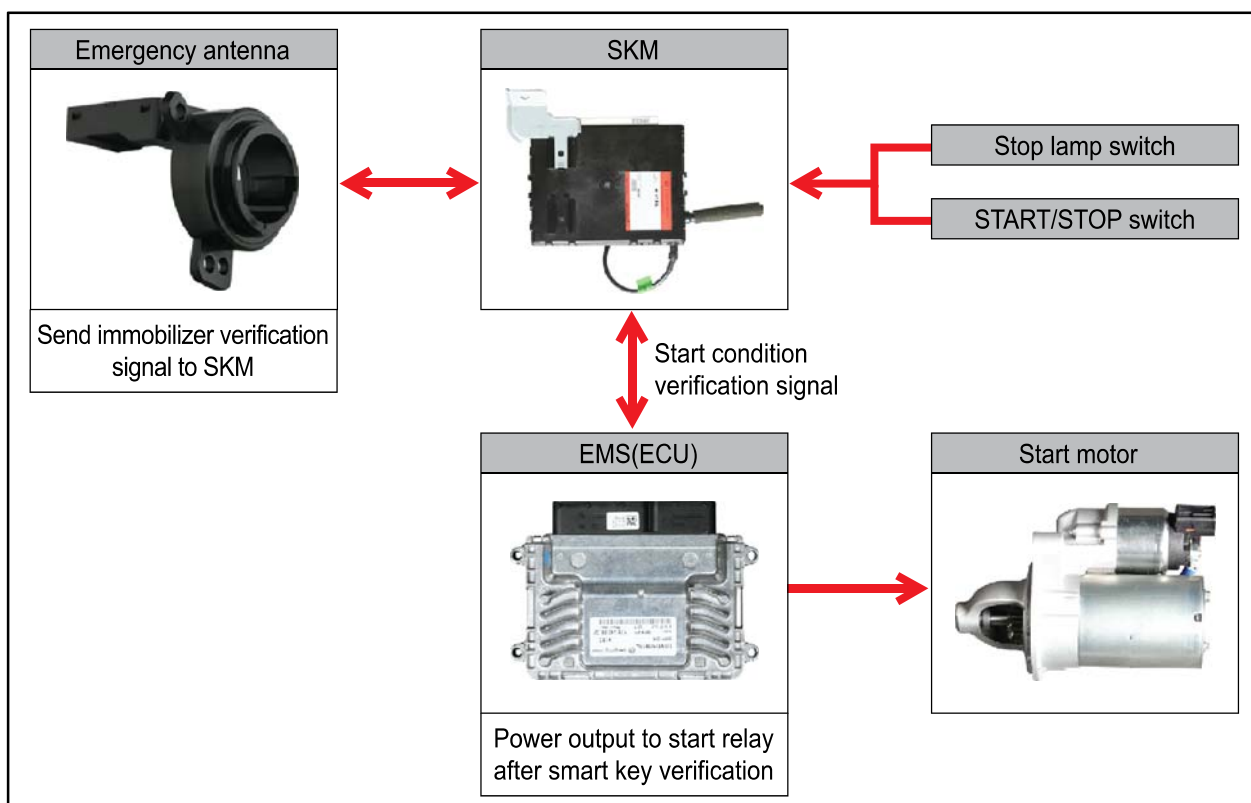 Emergency antenna
SKM
Stop lamp switch
START/STOP switch
Send immobilizer verification
signal to SKM
Start condition
verification signal
EMS(ECU)
Start motor
Power output to start relay
after smart key verification